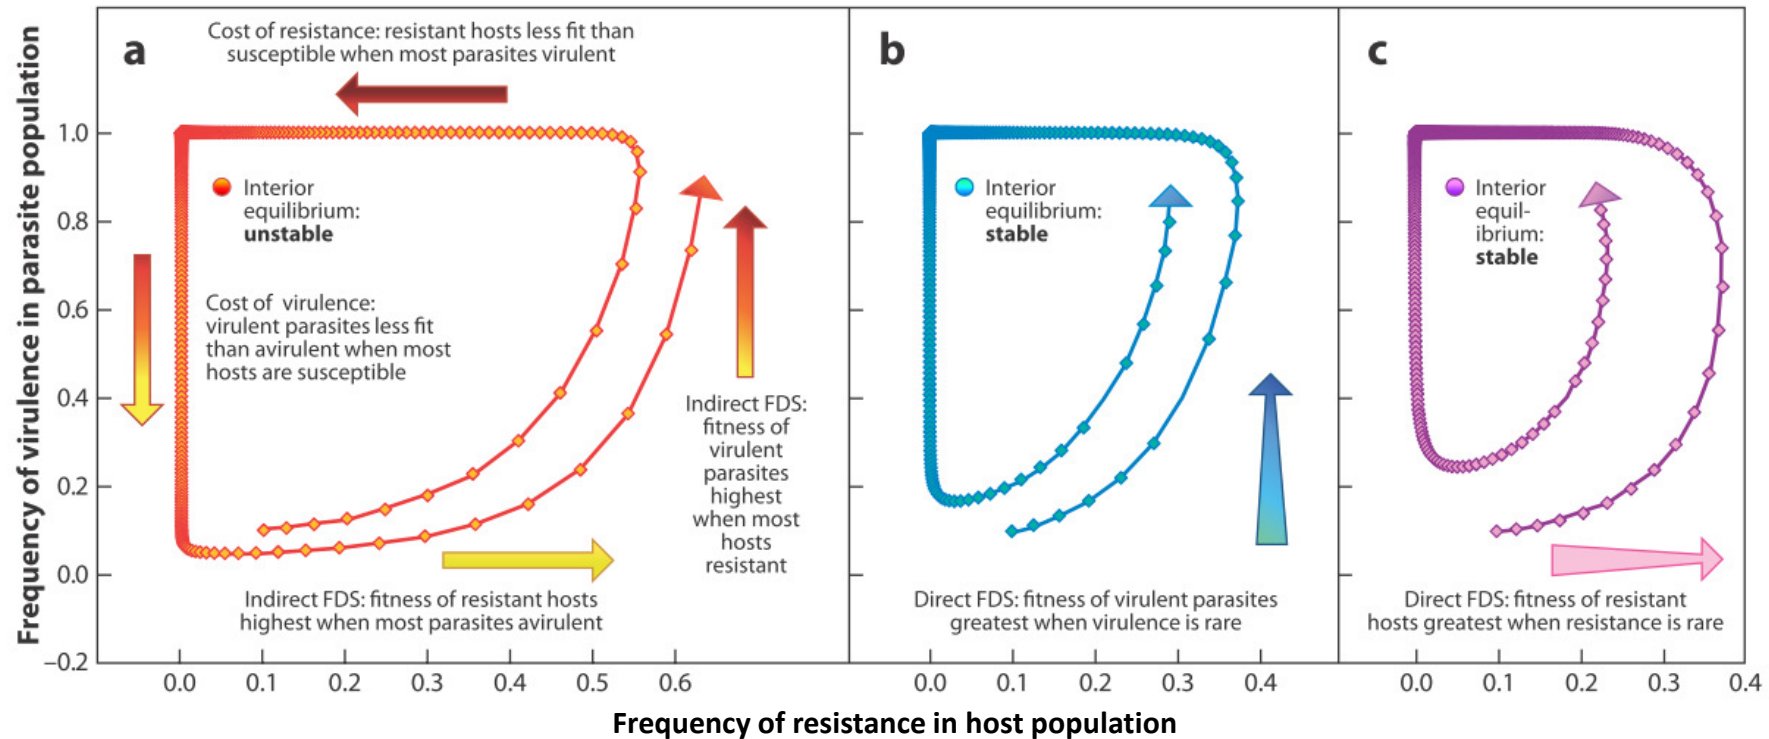 Frequency of virulence in parasite population
1.0
0.8
0.6
0.4
0.2
0.0
–0.2
a
Cost of resistance: resistant hosts less fit than
susceptible when most parasites virulent
Interior
equilibrium:
unstable
Cost of virulence:
virulent parasites less fit
than avirulent when most
hosts are susceptible
Indirect FDS:
fitness of
virulent
parasites
highest
when most
hosts
resistant
Indirect FDS: fitness of resistant hosts
highest when most parasites avirulent
0.0 0.1 0.2 0.3 0.4 0.5 0.6
b
Interior
equilibrium:
stable
Direct FDS: fitness of virulent parasites
greatest when virulence is rare
0.0 0.1 0.2 0.3 0.4
c
Interior
equil-
ibrium:
stable
Direct FDS: fitness of resistant
hosts greatest when resistance is rare
0.0 0.1 0.2 0.3 0.4
Frequency of resistance in host population